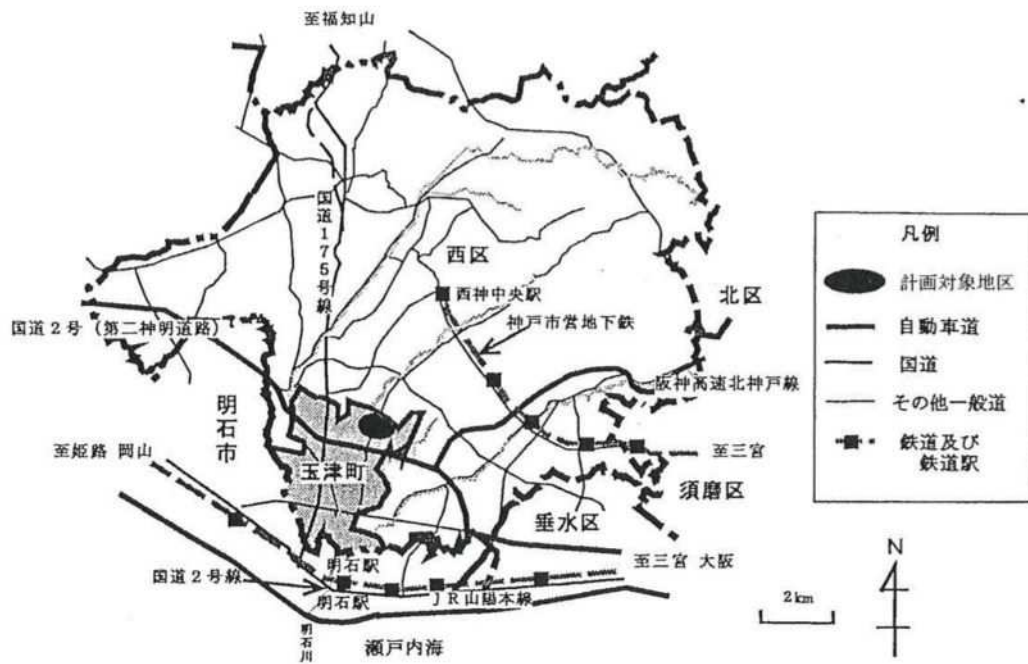 至福知山
国道175号線
西区
西神中央駅
北区
国道2号（第二神明道路）
神戸市営地下鉄
阪神高速北神戸線
明石市
至姫路 岡山
玉津町
至三宮
須磨区
垂水区
明石駅
至三宮 大阪
国道2号線
明石駅
JR山陽本線
明石川
瀬戸内海
凡例
計画対象地区
自動車道
国道
その他一般道
鉄道及び
鉄道駅
N
2km